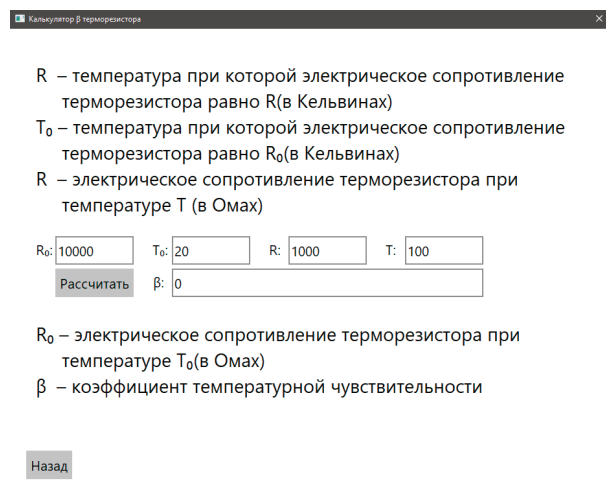 Калькулятор β терморезистора
R – температура при которой электрическое сопротивление
терморезистора равно R(в Кельвинах)
T₀ – температура при которой электрическое сопротивление
терморезистора равно R₀(в Кельвинах)
R – электрическое сопротивление терморезистора при
температуре T (в Омах)
R₀: 10000 T₀: 20 R: 1000 T: 100
Рассчитать β: 0
R₀ – электрическое сопротивление терморезистора при
температуре T₀(в Омах)
β – коэффициент температурной чувствительности
Назад